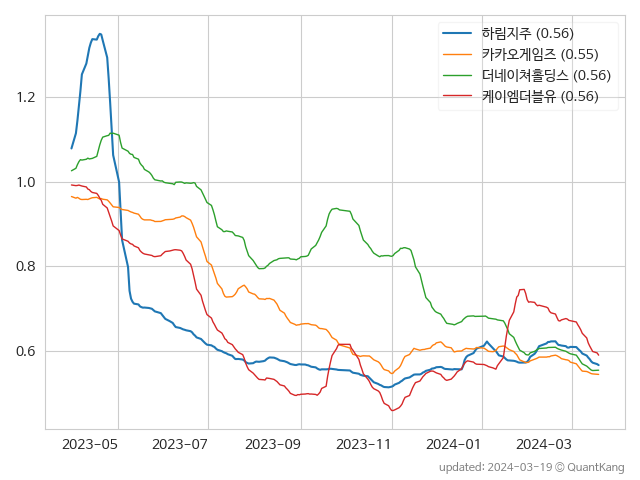 하림지주 (0.56)
카카오게임즈 (0.55)
더네이쳐홀딩스 (0.56)
케이엠더블유 (0.56)
1.2
1.0
0.8
0.6
2023-05 2023-07 2023-09 2023-11 2024-01 2024-03
updated: 2024-03-19 © QuantKang